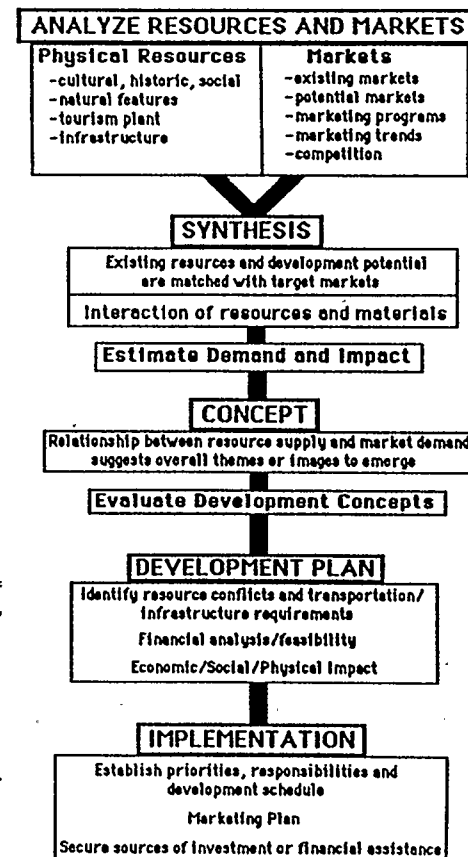 ANALYZE RESOURCES AND MARKETS
Physical Resources
-cultural, historic, social
-natural features
-tourism plant
-infrastructure
Markets
-existing markets
-potential markets
-marketing programs
-marketing trends
-competition
SYNTHESIS
Existing resurces and development potential
are matched with target markets
Interaction of resources and materials
Estimate Demand and Impact
CONCEPT
Relationship between resource supply and market demand
suggests overall themes or images to emerge
Evaluate Development Concepts
DEVELOPMENT PLAN
Identify resource conflicts and transportation/
infrastructure requirements
Financial analysis/feasibility
Economic/Social/Physical Impact
IMPLEMENTATION
Establish priorities, responsibilities and
development schedule
Marketing Plan
Secure sources of investment or financial assistance